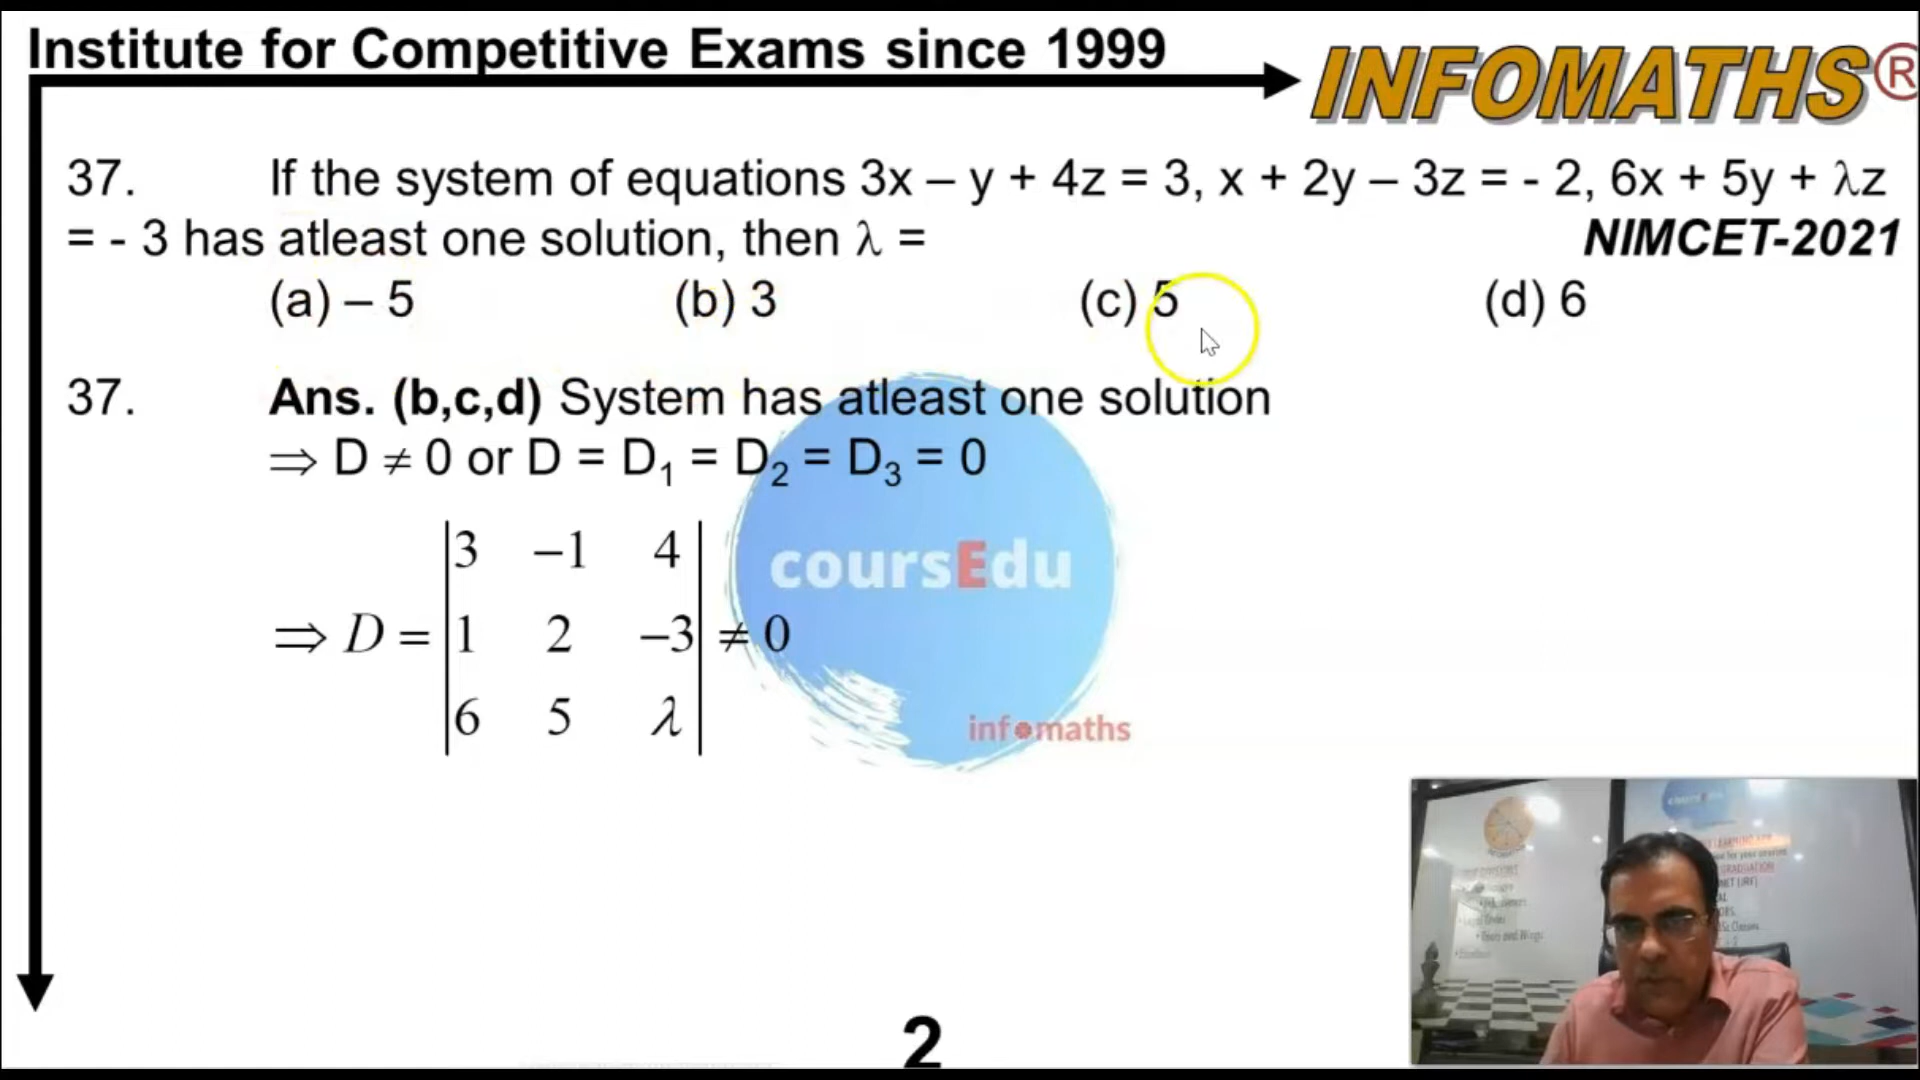 Institute for Competitive Exams since 1999
INFOMATHS®
37. If the system of equations 3x – y + 4z = 3, x + 2y – 3z = - 2, 6x + 5y + λz
= - 3 has atleast one solution, then λ =
NIMCET-2021
(a) – 5 (b) 3 (c) 5 (d) 6
37. Ans. (b,c,d) System has atleast one solution
⇒ D ≠ 0 or D = D₁ = D₂ = D₃ = 0
3 −1 4
⇒ D = 1 2 −3 ≠ 0
6 5 λ
coursEdu
infomaths
2